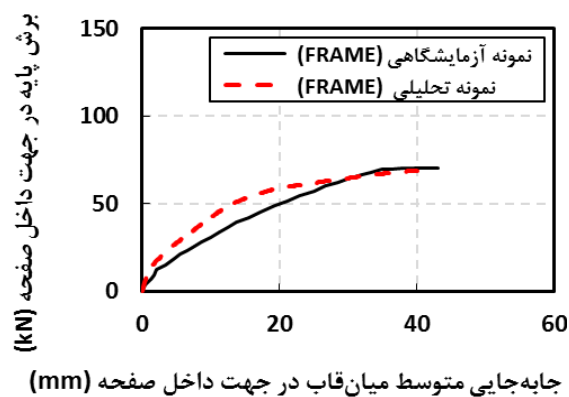 برش پایه در جهت داخل صفحه (kN)
150
100
50
0
نمونه آزمایشگاهی (FRAME)
نمونه تحلیلی (FRAME)
0 20 40 60
جابه‌جایی متوسط میان‌قاب در جهت داخل صفحه (mm)